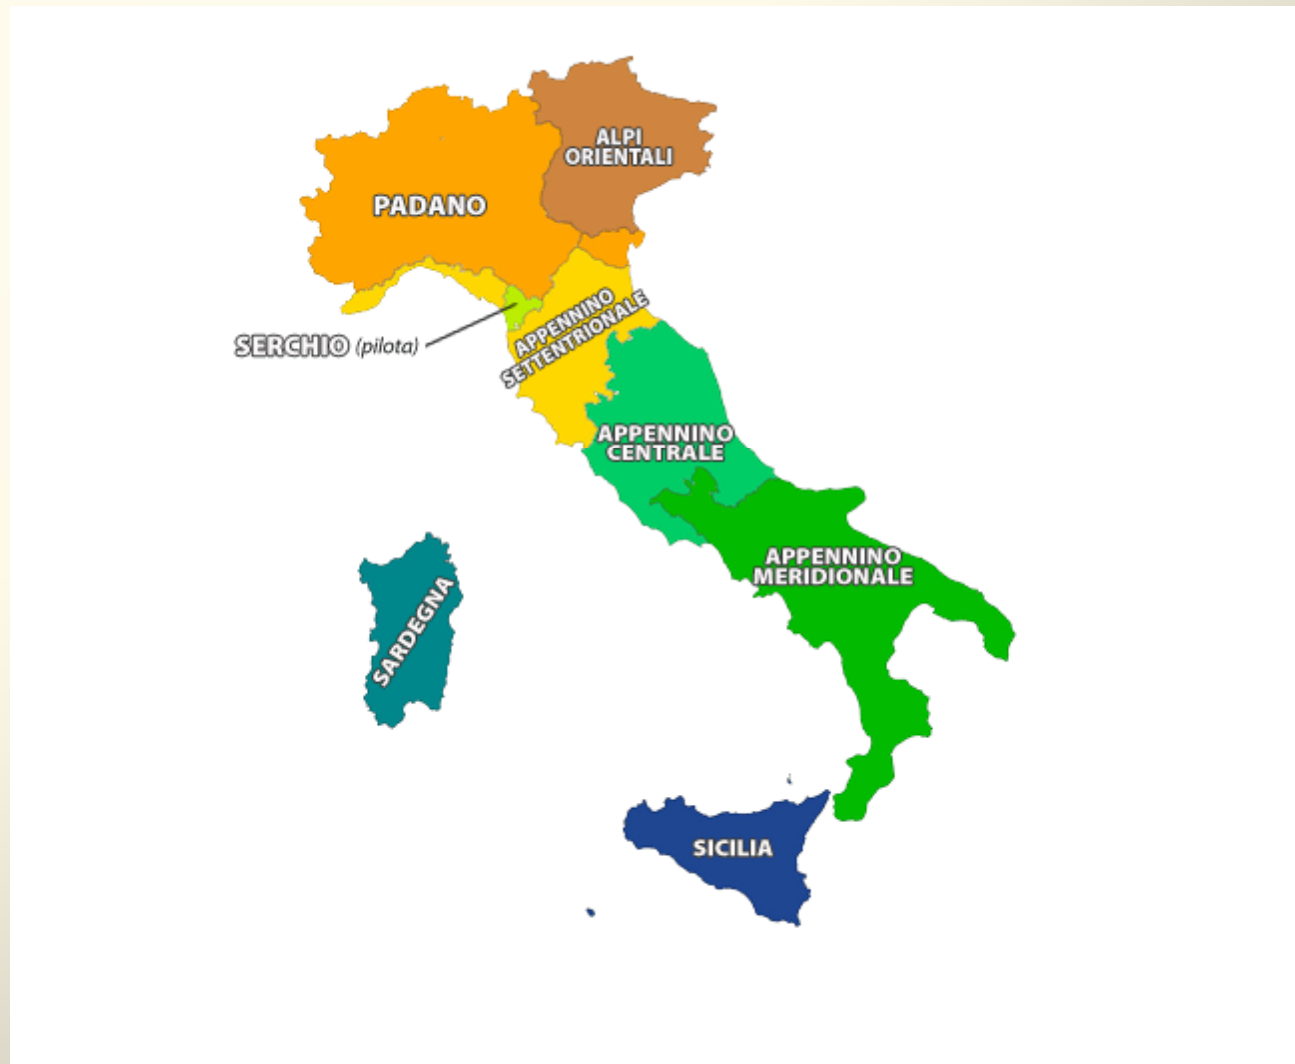 ALPI
ORIENTALI
PADANO
SERCHIO (pilota)
APPENNINO
SETTENTRIONALE
APPENNINO
CENTRALE
APPENNINO
MERIDIONALE
SARDEGNA
SICILIA